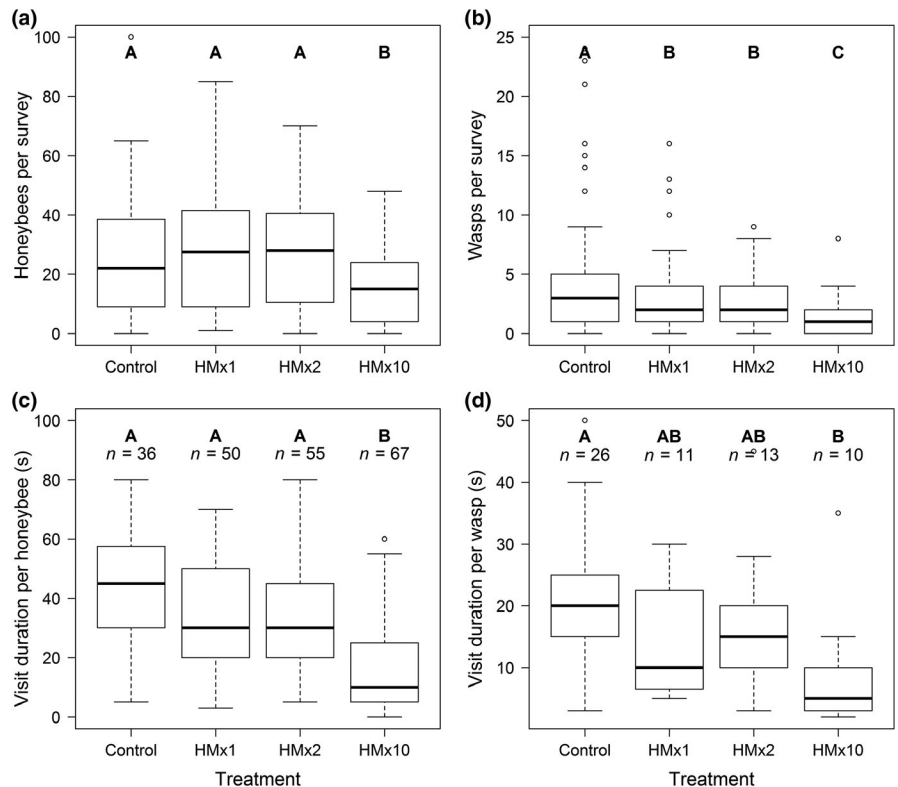 (a)
Honeybees per survey
100
80
60
40
20
0
A A A B
Control HMx1 HMx2 HMx10
(b)
Wasps per survey
25
20
15
10
5
0
A B B C
Control HMx1 HMx2 HMx10
(c)
Visit duration per honeybee (s)
100
80
60
40
20
0
A A A B
n = 36 n = 50 n = 55 n = 67
Control HMx1 HMx2 HMx10
Treatment
(d)
Visit duration per wasp (s)
50
40
30
20
10
A AB AB B
n = 26 n = 11 n = 13 n = 10
Control HMx1 HMx2 HMx10
Treatment